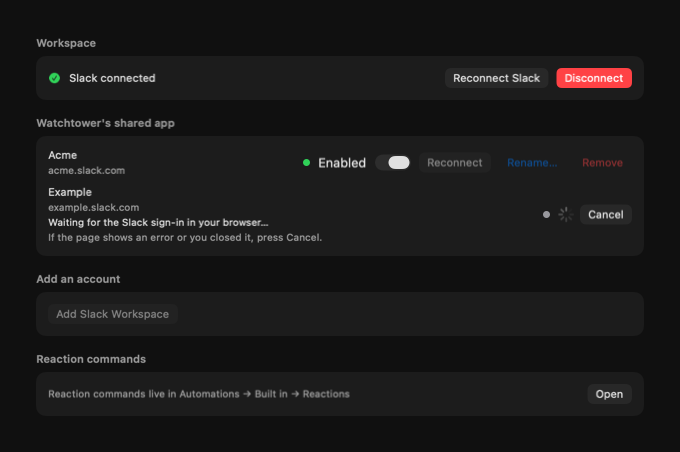 Workspace
Slack connected
Reconnect Slack
Disconnect
Watchtower's shared app
Acme
acme.slack.com
Enabled
Reconnect
Rename...
Remove
Example
example.slack.com
Waiting for the Slack sign-in in your browser...
If the page shows an error or you closed it, press Cancel.
Cancel
Add an account
Add Slack Workspace
Reaction commands
Reaction commands live in Automations → Built in → Reactions
Open